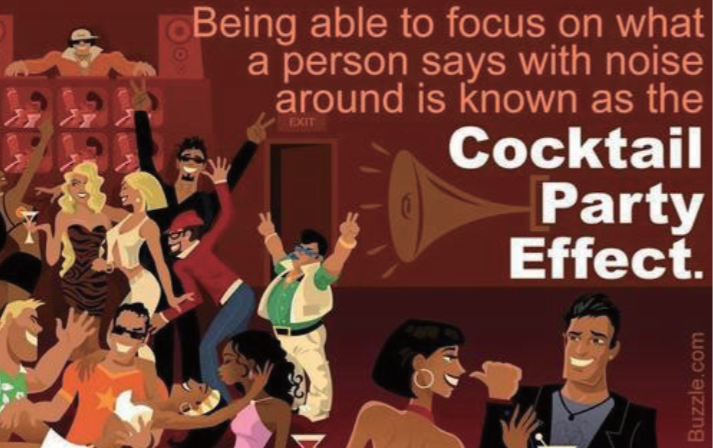 Being able to focus on what
a person says with noise
around is known as the
EXIT
Cocktail
Party
Effect.
Buzzle.com